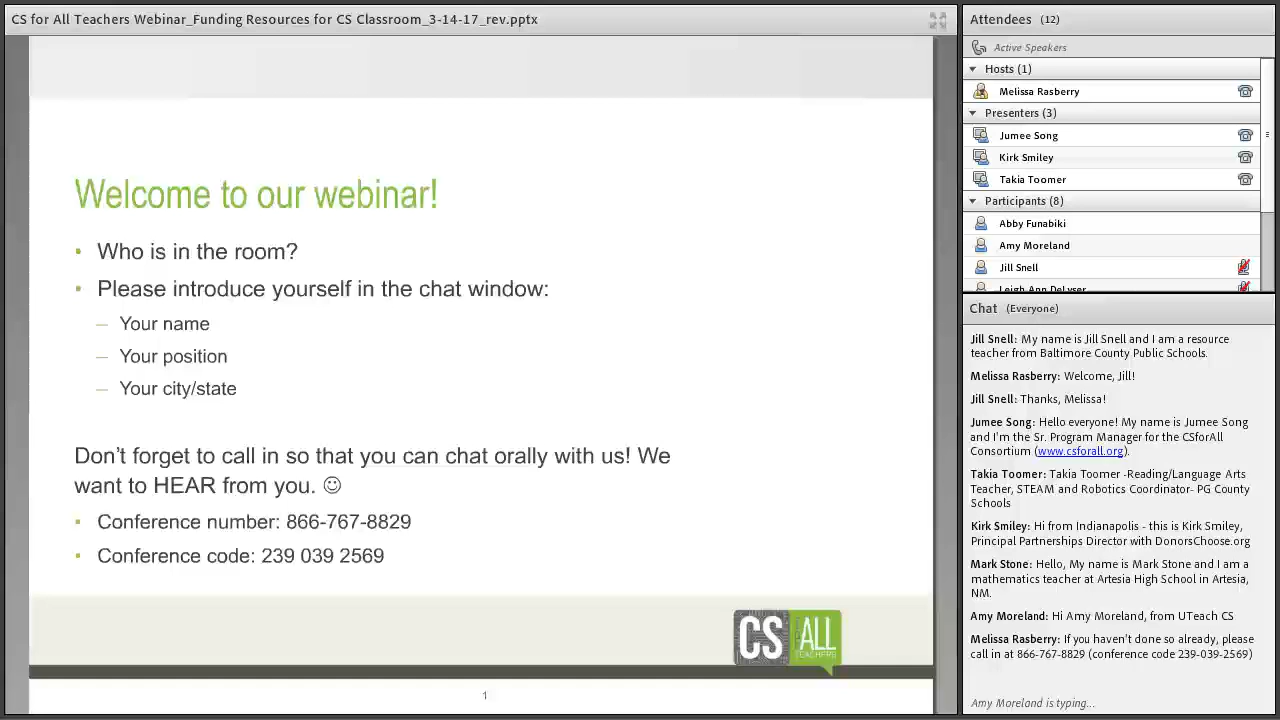 CS for All Teachers Webinar_Funding Resources for CS Classroom_3-14-17_rev.pptx
Welcome to our webinar!
• Who is in the room?
• Please introduce yourself in the chat window:
– Your name
– Your position
– Your city/state
Don’t forget to call in so that you can chat orally with us! We
want to HEAR from you. ☺
• Conference number: 866-767-8829
• Conference code: 239 039 2569
CS ALL
TEACHERS
1
Attendees (12)
Active Speakers
Hosts (1)
Melissa Rasberry
Presenters (3)
Jumee Song
Kirk Smiley
Takia Toomer
Participants (8)
Abby Funabiki
Amy Moreland
Jill Snell
Leigh Ann DeLyser
Chat (Everyone)
Jill Snell: My name is Jill Snell and I am a resource
teacher from Baltimore County Public Schools.
Melissa Rasberry: Welcome, Jill!
Jill Snell: Thanks, Melissa!
Jumee Song: Hello everyone! My name is Jumee Song
and I'm the Sr. Program Manager for the CSforAll
Consortium (www.csforall.org).
Takia Toomer: Takia Toomer -Reading/Language Arts
Teacher, STEAM and Robotics Coordinator- PG County
Schools
Kirk Smiley: Hi from Indianapolis - this is Kirk Smiley,
Principal Partnerships Director with DonorsChoose.org
Mark Stone: Hello, My name is Mark Stone and I am a
mathematics teacher at Artesia High School in Artesia,
NM.
Amy Moreland: Hi Amy Moreland, from UTeach CS
Melissa Rasberry: If you haven't done so already, please
call in at 866-767-8829 (conference code 239-039-2569)
Amy Moreland is typing...